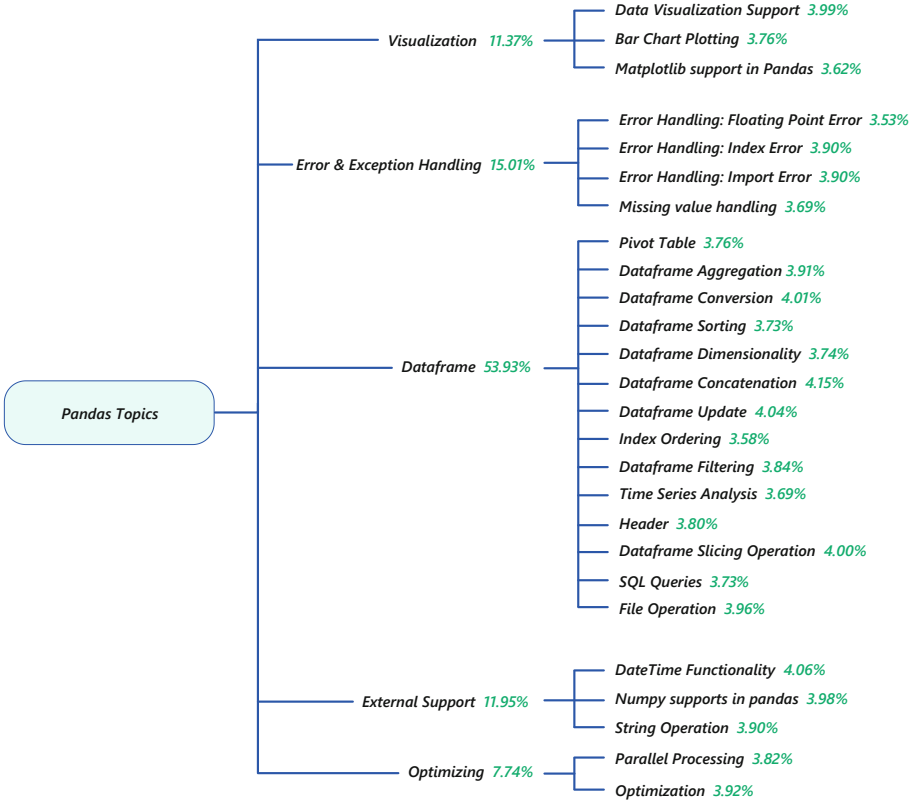 Pandas Topics
Visualization 11.37%
Data Visualization Support 3.99%
Bar Chart Plotting 3.76%
Matplotlib support in Pandas 3.62%
Error & Exception Handling 15.01%
Error Handling: Floating Point Error 3.53%
Error Handling: Index Error 3.90%
Error Handling: Import Error 3.90%
Missing value handling 3.69%
Dataframe 53.93%
Pivot Table 3.76%
Dataframe Aggregation 3.91%
Dataframe Conversion 4.01%
Dataframe Sorting 3.73%
Dataframe Dimensionality 3.74%
Dataframe Concatenation 4.15%
Dataframe Update 4.04%
Index Ordering 3.58%
Dataframe Filtering 3.84%
Time Series Analysis 3.69%
Header 3.80%
Dataframe Slicing Operation 4.00%
SQL Queries 3.73%
File Operation 3.96%
External Support 11.95%
DateTime Functionality 4.06%
Numpy supports in pandas 3.98%
String Operation 3.90%
Optimizing 7.74%
Parallel Processing 3.82%
Optimization 3.92%